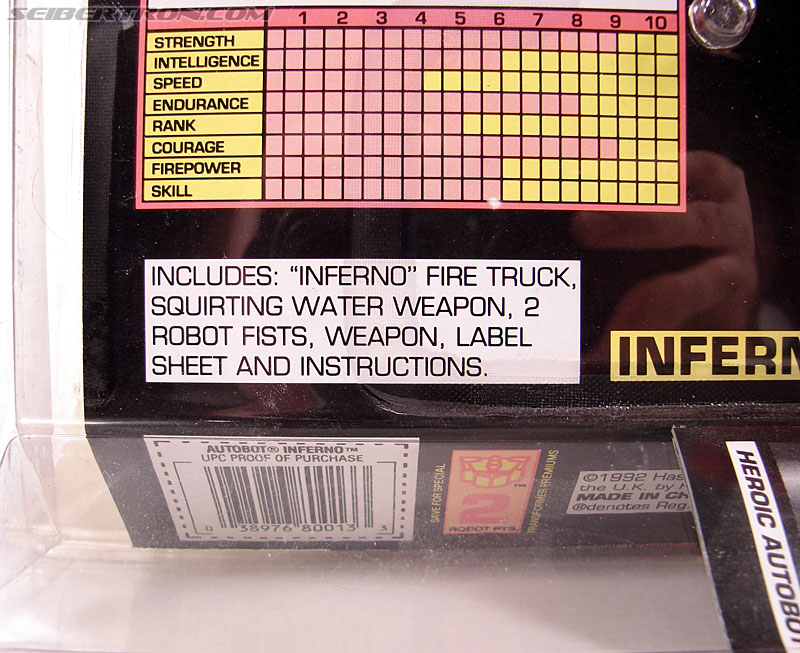 SEIBERTRON.COM
1 2 3 4 5 6 7 8 9 10
STRENGTH
INTELLIGENCE
SPEED
ENDURANCE
RANK
COURAGE
FIREPOWER
SKILL
INCLUDES: “INFERNO” FIRE TRUCK,
SQUIRTING WATER WEAPON, 2
ROBOT FISTS, WEAPON, LABEL
SHEET AND INSTRUCTIONS.
INFERN
AUTOBOT® INFERNO™
UPC PROOF OF PURCHASE
0 38976 80013 3
SAVE FOR SPECIAL
2
™
ROBOT PTS.
TRANSFORMER PREMIUMS
©1992 Has
the U.K. by H
MADE IN CH
®denotes Reg.
HEROIC AUTOBO